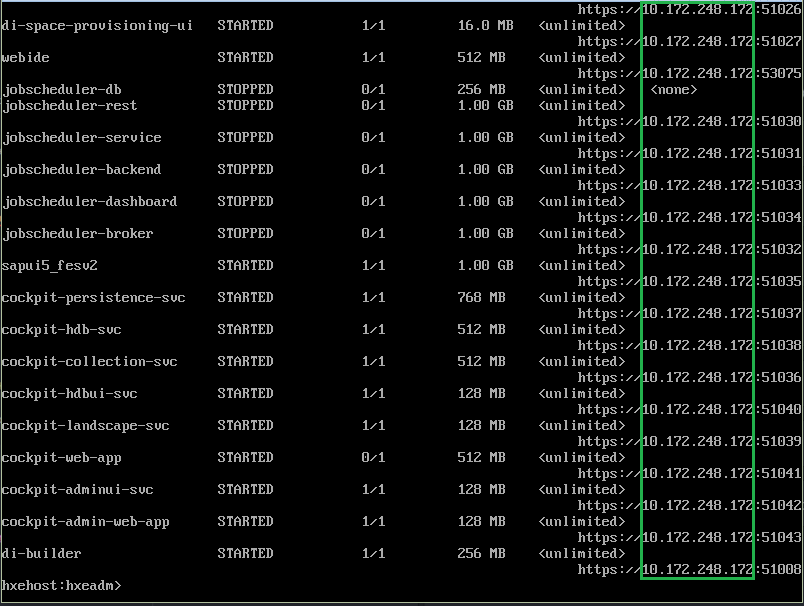 https://10.172.248.172:51026
di-space-provisioning-ui STARTED 1/1 16.0 MB <unlimited>
https://10.172.248.172:51027
webide STARTED 1/1 512 MB <unlimited>
https://10.172.248.172:53075
jobscheduler-db STOPPED 0/1 256 MB <unlimited> <none>
jobscheduler-rest STOPPED 0/1 1.00 GB <unlimited>
https://10.172.248.172:51030
jobscheduler-service STOPPED 0/1 1.00 GB <unlimited>
https://10.172.248.172:51031
jobscheduler-backend STOPPED 0/1 1.00 GB <unlimited>
https://10.172.248.172:51033
jobscheduler-dashboard STOPPED 0/1 1.00 GB <unlimited>
https://10.172.248.172:51034
jobscheduler-broker STOPPED 0/1 1.00 GB <unlimited>
https://10.172.248.172:51032
sapui5_fesv2 STARTED 1/1 1.00 GB <unlimited>
https://10.172.248.172:51035
cockpit-persistence-svc STARTED 1/1 768 MB <unlimited>
https://10.172.248.172:51037
cockpit-hdb-svc STARTED 1/1 512 MB <unlimited>
https://10.172.248.172:51038
cockpit-collection-svc STARTED 1/1 512 MB <unlimited>
https://10.172.248.172:51036
cockpit-hdbui-svc STARTED 1/1 128 MB <unlimited>
https://10.172.248.172:51040
cockpit-landscape-svc STARTED 1/1 128 MB <unlimited>
https://10.172.248.172:51039
cockpit-web-app STARTED 0/1 512 MB <unlimited>
https://10.172.248.172:51041
cockpit-adminui-svc STARTED 1/1 128 MB <unlimited>
https://10.172.248.172:51042
cockpit-admin-web-app STARTED 1/1 128 MB <unlimited>
https://10.172.248.172:51043
di-builder STARTED 1/1 256 MB <unlimited>
https://10.172.248.172:51008
hxehost:hxeadm>